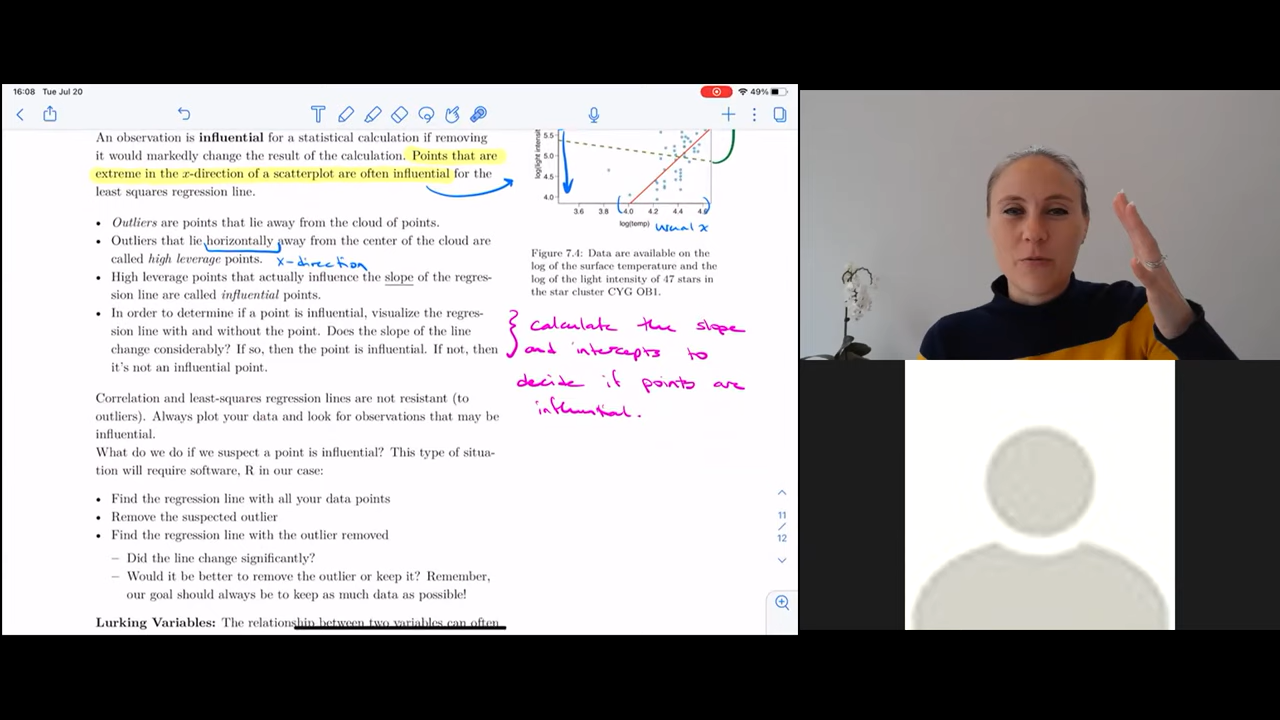 16:08 Tue Jul 20
49%
An observation is influential for a statistical calculation if removing
it would markedly change the result of the calculation. Points that are
extreme in the x-direction of a scatterplot are often influential for the
least squares regression line.
• Outliers are points that lie away from the cloud of points.
• Outliers that lie horizontally away from the center of the cloud are
called high leverage points.
x-direction
• High leverage points that actually influence the slope of the regres-
sion line are called influential points.
• In order to determine if a point is influential, visualize the regres-
sion line with and without the point. Does the slope of the line
change considerably? If so, then the point is influential. If not, then
it's not an influential point.
Correlation and least-squares regression lines are not resistant (to
outliers). Always plot your data and look for observations that may be
influential.
What do we do if we suspect a point is influential? This type of situa-
tion will require software, R in our case:
• Find the regression line with all your data points
• Remove the suspected outlier
• Find the regression line with the outlier removed
– Did the line change significantly?
– Would it be better to remove the outlier or keep it? Remember,
our goal should always be to keep as much data as possible!
Lurking Variables: The relationship between two variables can often
5.5
5.0
4.5
4.0
log(light intensit
3.6 3.8 4.0 4.2 4.4 4.6
log(temp)
usual x
Figure 7.4: Data are available on the
log of the surface temperature and the
log of the light intensity of 47 stars in
the star cluster CYG OB1.
calculate the slope
and intercepts to
decide if points are
influential.
11
/
12